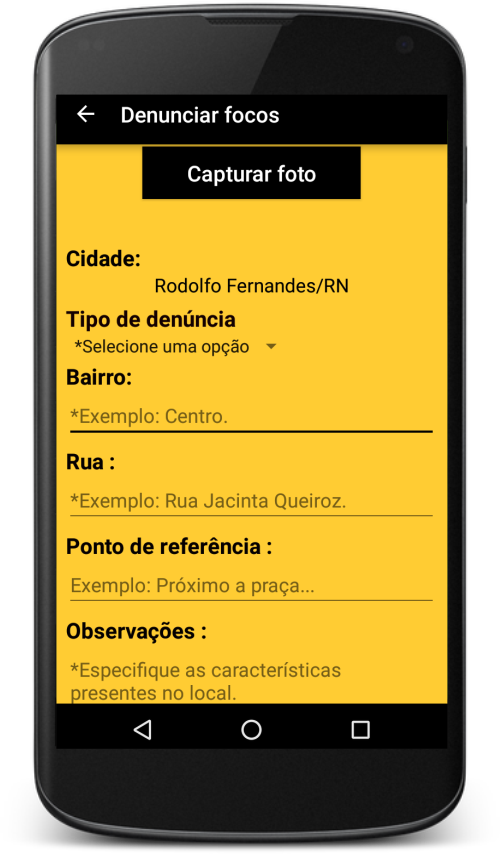 Denunciar focos
Capturar foto
Cidade:
Rodolfo Fernandes/RN
Tipo de denúncia
*Selecione uma opção
Bairro:
*Exemplo: Centro.
Rua :
*Exemplo: Rua Jacinta Queiroz.
Ponto de referência :
Exemplo: Próximo a praça...
Observações :
*Especifique as características
presentes no local.